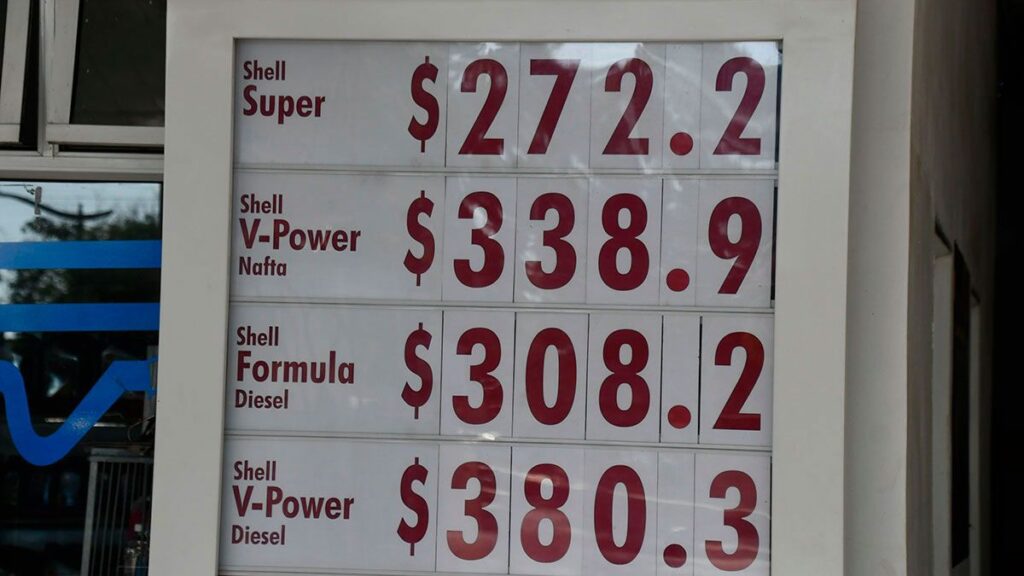 Shell
Super $272.2
Shell
V-Power $338.9
Nafta
Shell
Formula $308.2
Diesel
Shell
V-Power $380.3
Diesel